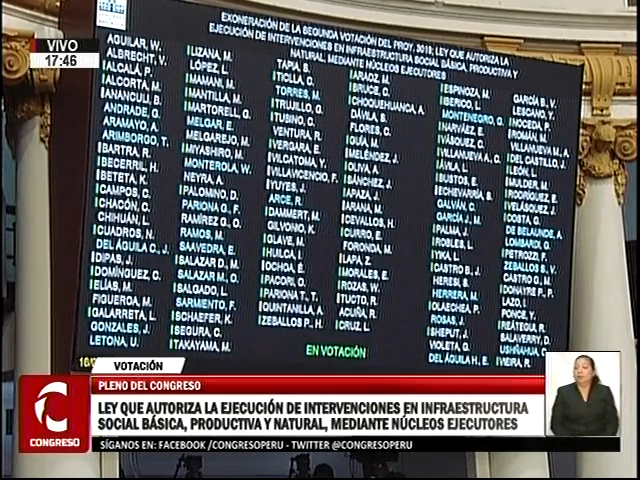 VIVO
17:46
EXONERACIÓN DE LA SEGUNDA VOTACIÓN DEL PROY. 3018; LEY QUE AUTORIZA LA
EJECUCIÓN DE INTERVENCIONES EN INFRAESTRUCTURA SOCIAL BÁSICA, PRODUCTIVA Y
NATURAL, MEDIANTE NÚCLEOS EJECUTORES
AGUILAR, W.
ALBRECHT, V.
ALCALÁ, P.
ALCORTA, M.
ANANCULI, B.
ANDRADE, G.
ARAMAYO, A.
ARIMBORGO, T.
BARTRA, R.
BECERRIL, H.
BETETA, K.
CAMPOS, C.
CHACÓN, G.
CHIHUÁN, L.
CUADROS, N.
DEL ÁGUILA C., J.
DIPAS, J.
DOMÍNGUEZ, C.
ELÍAS, M.
FIGUEROA, M.
GALARRETA, L.
GONZALES, J.
LETONA, U.
LIZANA, M.
LÓPEZ, L.
MAMANI, M.
MANTILLA, M.
MARTORELL, G.
MELGAR, E.
MELGAREJO, M.
MIYASHIRO, M.
MONTEROLA, W.
NEYRA, A.
PALOMINO, D.
PARIONA G., F.
RAMÍREZ G., O.
RAMOS, M.
SAAVEDRA, E.
SALAZAR D., M.
SALAZAR M., O.
SALGADO, L.
SARMIENTO, F.
SCHAEFER, K.
SEGURA, C.
TAKAYAMA, M.
TAPIA, S.
TICLLA, C.
TORRES, M.
TRUJILLO, G.
TUBINO, C.
VENTURA, R.
VERGARA, E.
VILCATOMA, Y.
VILLAVICENCIO, F.
YUYES, J.
ARCE, R.
DAMMERT, M.
GILVONIO, K.
GLAVE, M.
HUILCA, I.
OCHOA, E.
PACORI, O.
PARIONA T., T.
QUINTANILLA, A.
ZEBALLOS P., H.
ARAOZ, M.
BRUCE, C.
CHOQUEHUANCA, A.
DÁVILA, S.
FLORES, C.
GUÍA, M.
MELÉNDEZ, J.
OLIVA, A.
SÁNCHEZ, J.
APAZA, J.
ARANA, M.
CEVALLOS, H.
CURRO, E.
FORONDA, M.
LAPA, Z.
MORALES, E.
ROZAS, W.
TUCTO, R.
ACUÑA, R.
CRUZ, L.
ESPINOZA, M.
IBERICO, L.
MONTENEGRO, G.
NARVÁEZ, E.
VÁSQUEZ, C.
VILLANUEVA A., C.
ÁVILA, L.
BUSTOS, E.
ECHEVARRÍA, S.
GALVÁN, C.
GARCÍA J., M.
PALMA, J.
ROBLES, L.
YIKA, L.
CASTRO B., J.
HERESI, S.
HERRERA, M.
OLAECHEA, P.
ROSAS, J.
SHEPUT, J.
VIOLETA, G.
DEL ÁGUILA H., E.
GARCÍA B., V.
LESCANO, Y.
NOCEDA, P.
ROMÁN, M.
VILLANUEVA M., A.
DEL CASTILLO, J.
LEÓN, L.
MULDER, M.
RODRÍGUEZ, E.
VELÁSQUEZ, J.
COSTA, G.
DE BELAUNDE, A.
LOMBARDI, G.
PETROZZI, F.
ZEBALLOS S., V.
CASTRO G., M.
DONAYRE P., P.
LAZO, I.
PONCE, Y.
REÁTEGUI, R.
SALAVERRY, D.
USHÑAHUA, G.
VIEIRA, R.
EN VOTACIÓN
VOTACIÓN
PLENO DEL CONGRESO
CONGRESO
LEY QUE AUTORIZA LA EJECUCIÓN DE INTERVENCIONES EN INFRAESTRUCTURA
SOCIAL BÁSICA, PRODUCTIVA Y NATURAL, MEDIANTE NÚCLEOS EJECUTORES
SÍGANOS EN: FACEBOOK /CONGRESOPERU - TWITTER @CONGRESOPERU